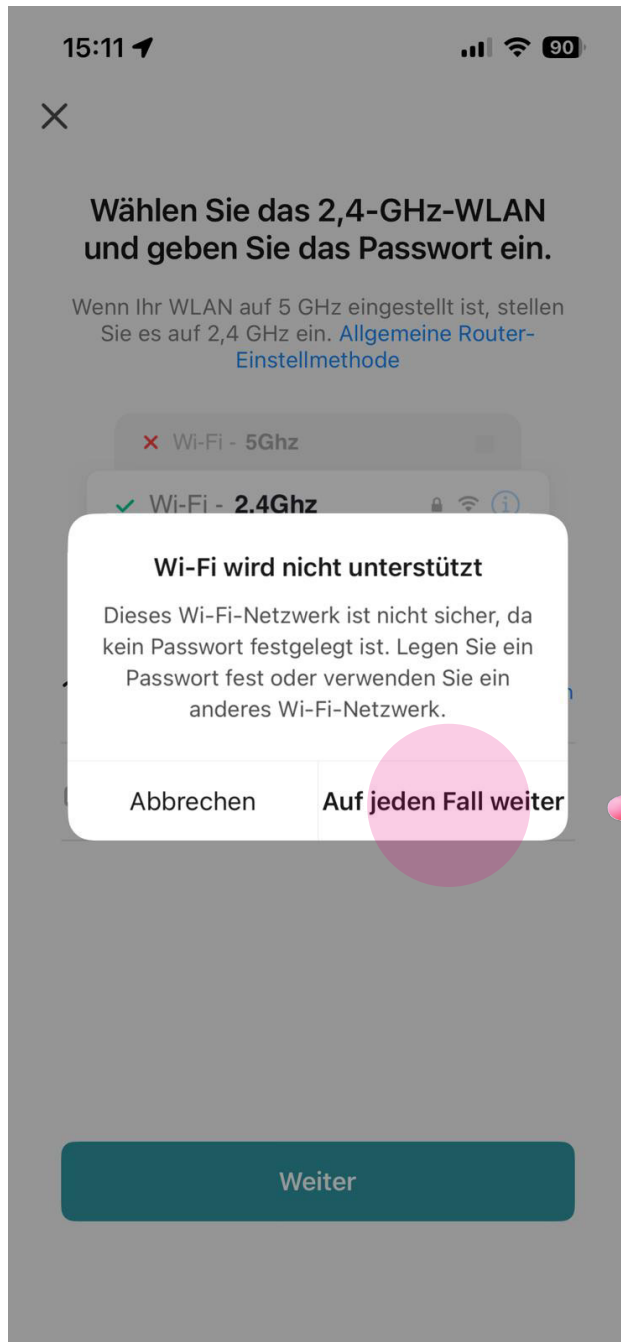 15:11
90
Wählen Sie das 2,4-GHz-WLAN
und geben Sie das Passwort ein.
Wenn Ihr WLAN auf 5 GHz eingestellt ist, stellen
Sie es auf 2,4 GHz ein. Allgemeine Router-
Einstellmethode
Wi-Fi - 5Ghz
Wi-Fi - 2.4Ghz
Wi-Fi wird nicht unterstützt
Dieses Wi-Fi-Netzwerk ist nicht sicher, da
kein Passwort festgelegt ist. Legen Sie ein
Passwort fest oder verwenden Sie ein
anderes Wi-Fi-Netzwerk.
Abbrechen
Auf jeden Fall weiter
Weiter